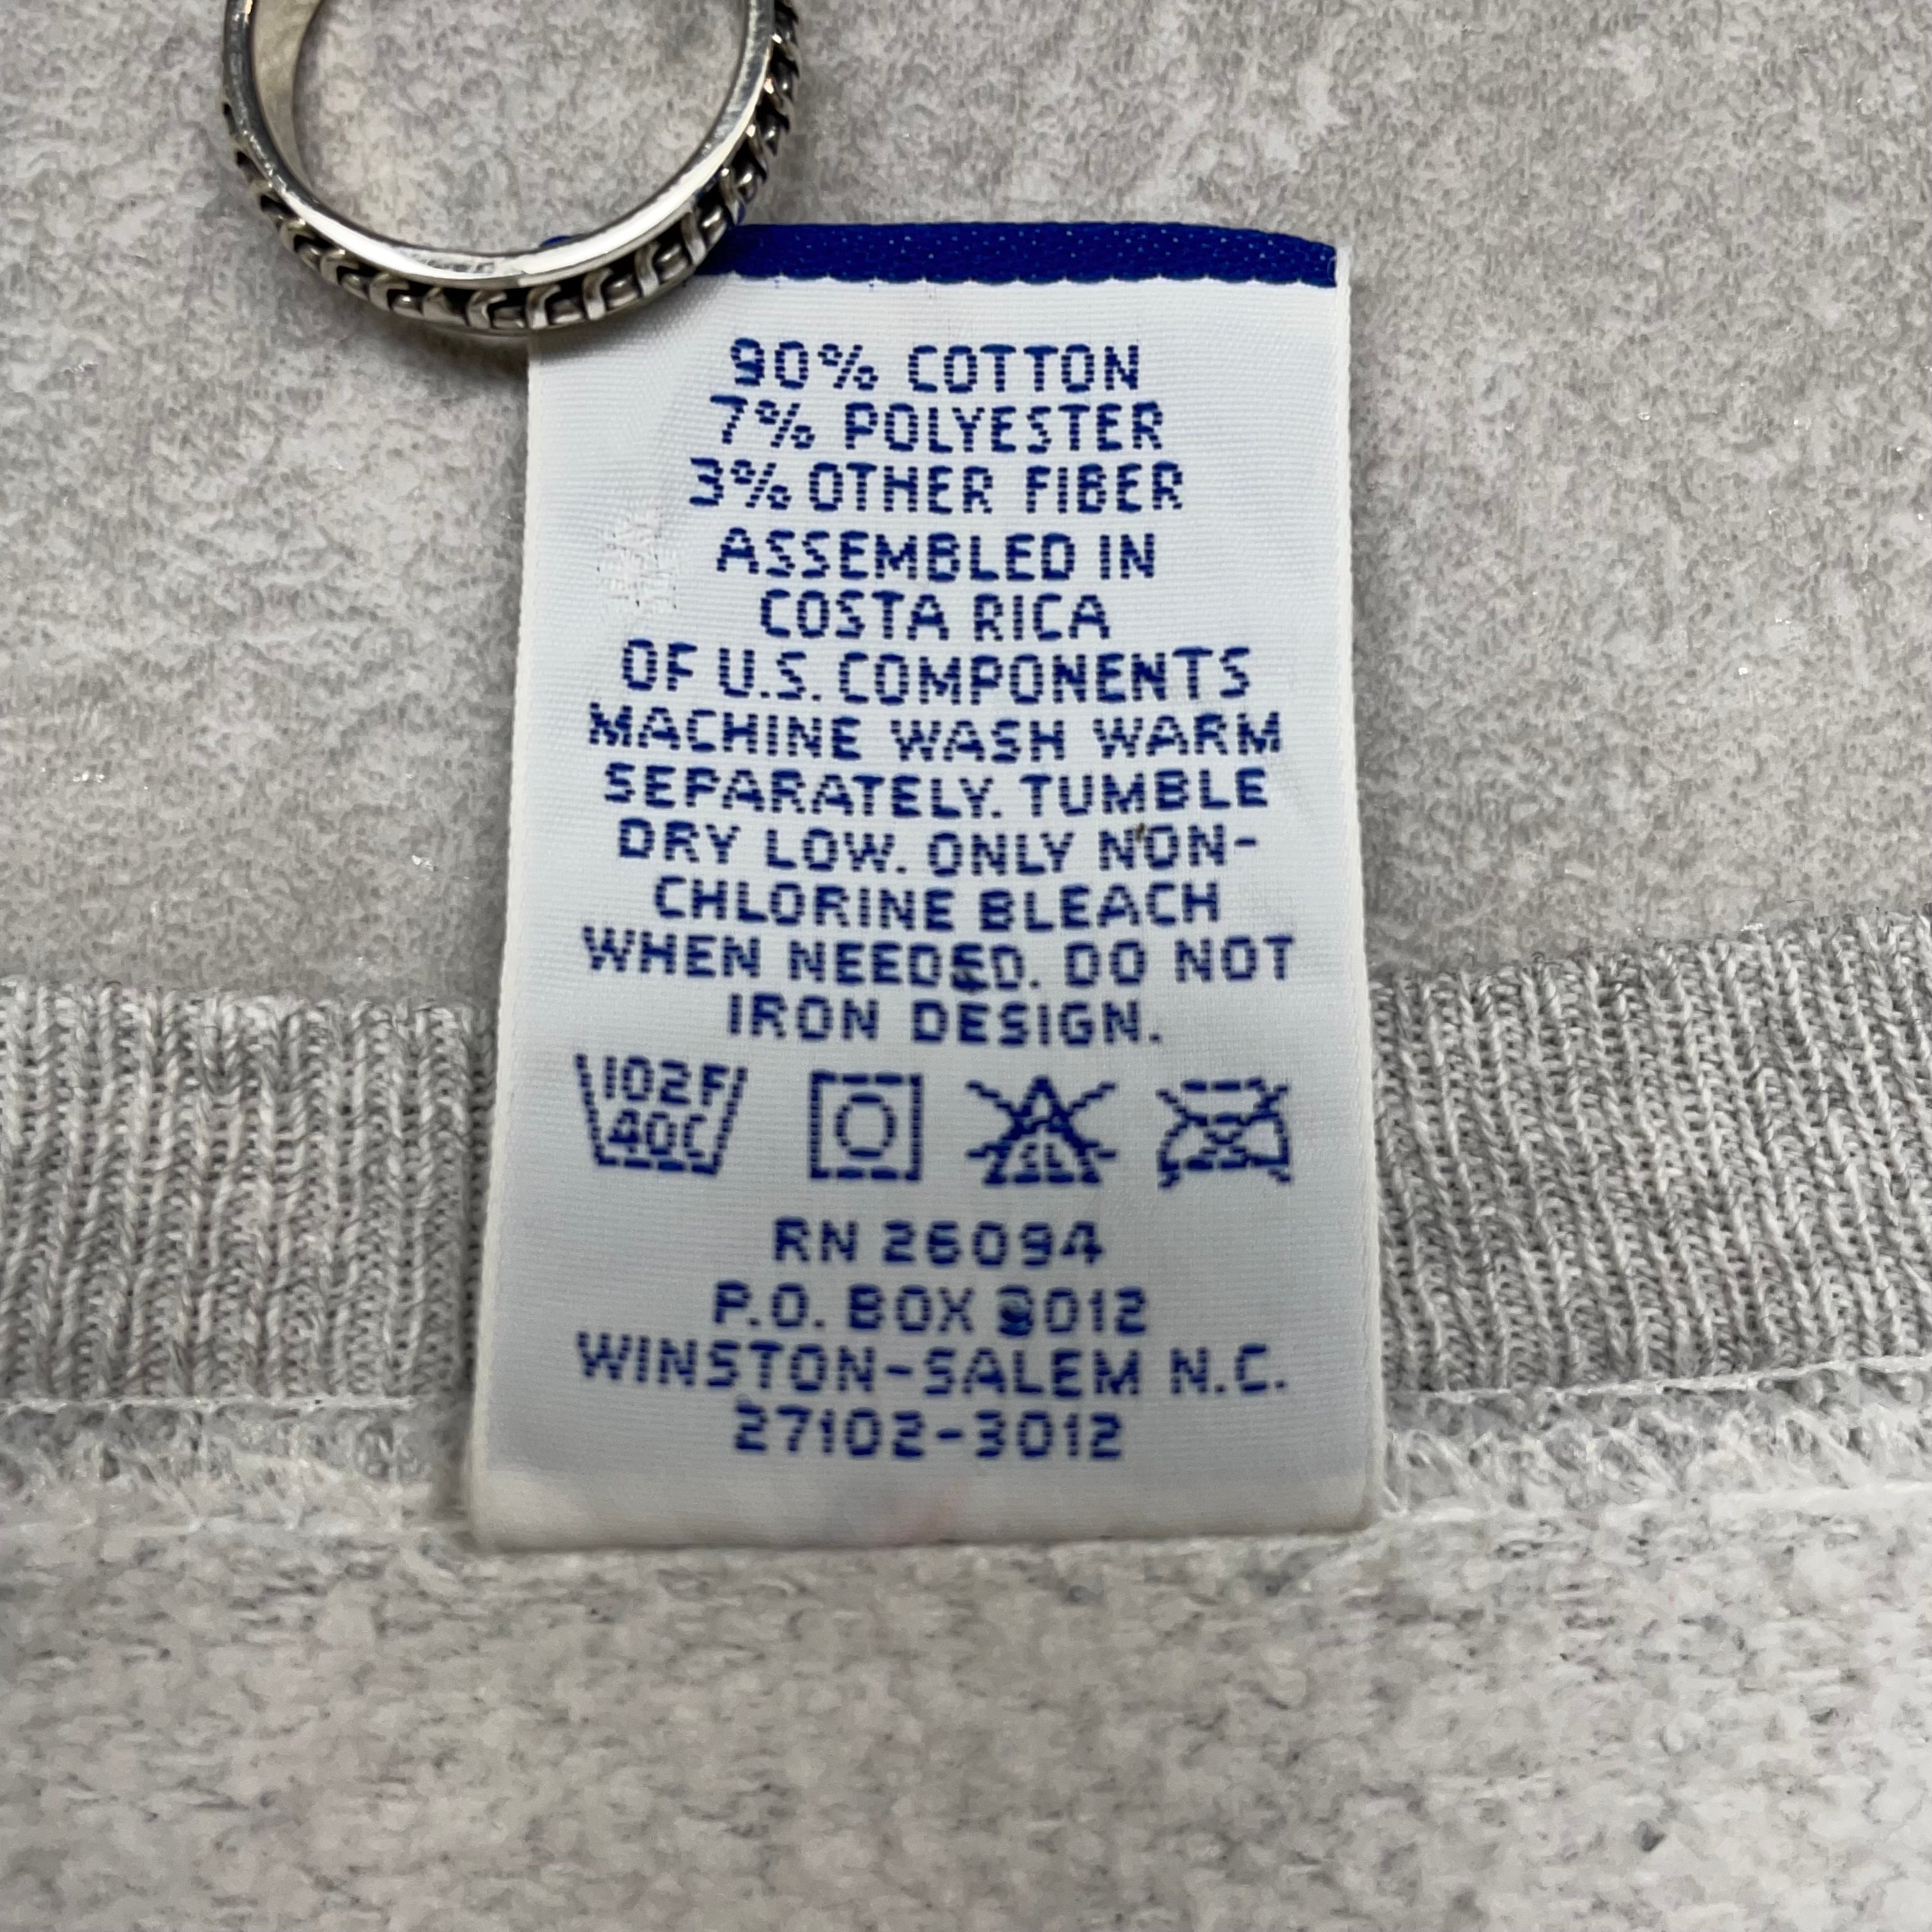 90% COTTON
7% POLYESTER
3% OTHER FIBER
ASSEMBLED IN
COSTA RICA
OF U.S. COMPONENTS
MACHINE WASH WARM
SEPARATELY. TUMBLE
DRY LOW. ONLY NON-
CHLORINE BLEACH
WHEN NEEDED. DO NOT
IRON DESIGN.
102F
40C
CL
RN 26094
P.O. BOX 3012
WINSTON-SALEM N.C.
27102-3012